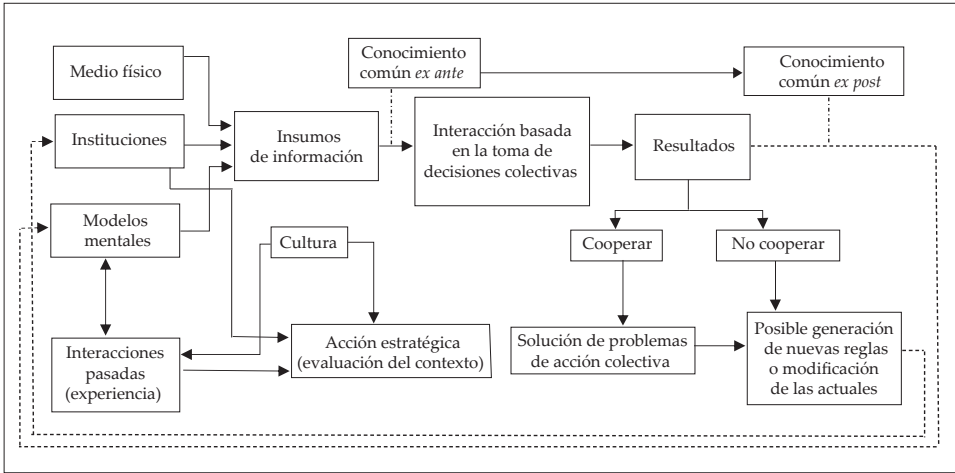 Medio físico
Conocimiento
común ex ante
Conocimiento
común ex post
Instituciones
Insumos
de información
Interacción basada
en la toma de
decisiones colectivas
Resultados
Modelos
mentales
Cultura
Cooperar
No cooperar
Interacciones
pasadas
(experiencia)
Acción estratégica
(evaluación del contexto)
Solución de problemas
de acción colectiva
Posible generación
de nuevas reglas
o modificación
de las actuales